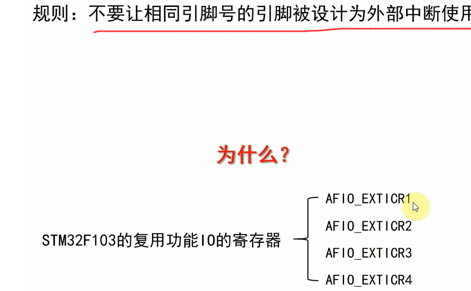 规则：不要让相同引脚号的引脚被设计为外部中断使用
为什么？
AFIO_EXTICR1
AFIO_EXTICR2
STM32F103的复用功能IO的寄存器
AFIO_EXTICR3
AFIO_EXTICR4